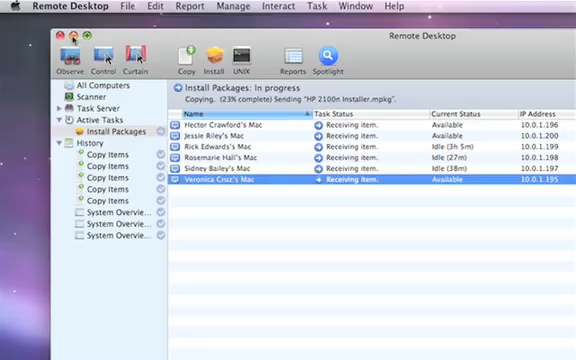 Remote Desktop File Edit Report Manage Interact Task Window Help
Remote Desktop
Observe Control Curtain Copy Install UNIX Reports Spotlight
All Computers
Scanner
Task Server
Active Tasks
Install Packages
History
Copy Items
Copy Items
Copy Items
Copy Items
Copy Items
System Overvie...
System Overvie...
System Overvie...
Install Packages: In progress
Copying. (23% complete) Sending "HP 2100n Installer.mpkg".
Name Task Status Current Status IP Address
Hector Crawford's Mac Receiving item. Available 10.0.1.196
Jessie Riley's Mac Receiving item. Available 10.0.1.200
Rick Edwards's Mac Receiving item. Idle (3h 5m) 10.0.1.199
Rosemarie Hall's Mac Receiving item. Idle (27m) 10.0.1.198
Sidney Bailey's Mac Receiving item. Idle (38m) 10.0.1.197
Veronica Cruz's Mac Receiving item. Available 10.0.1.195